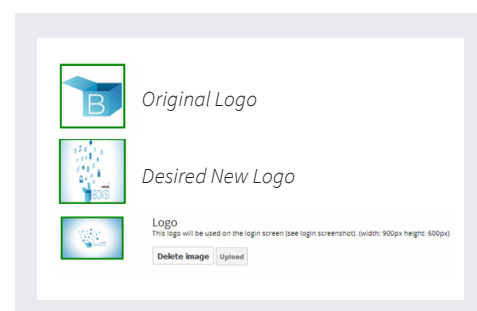 B
Original Logo
BOKSI
Desired New Logo
Logo
This logo will be used on the login screen (see login screenshot). (width: 900px height: 600px)
Delete image
Upload